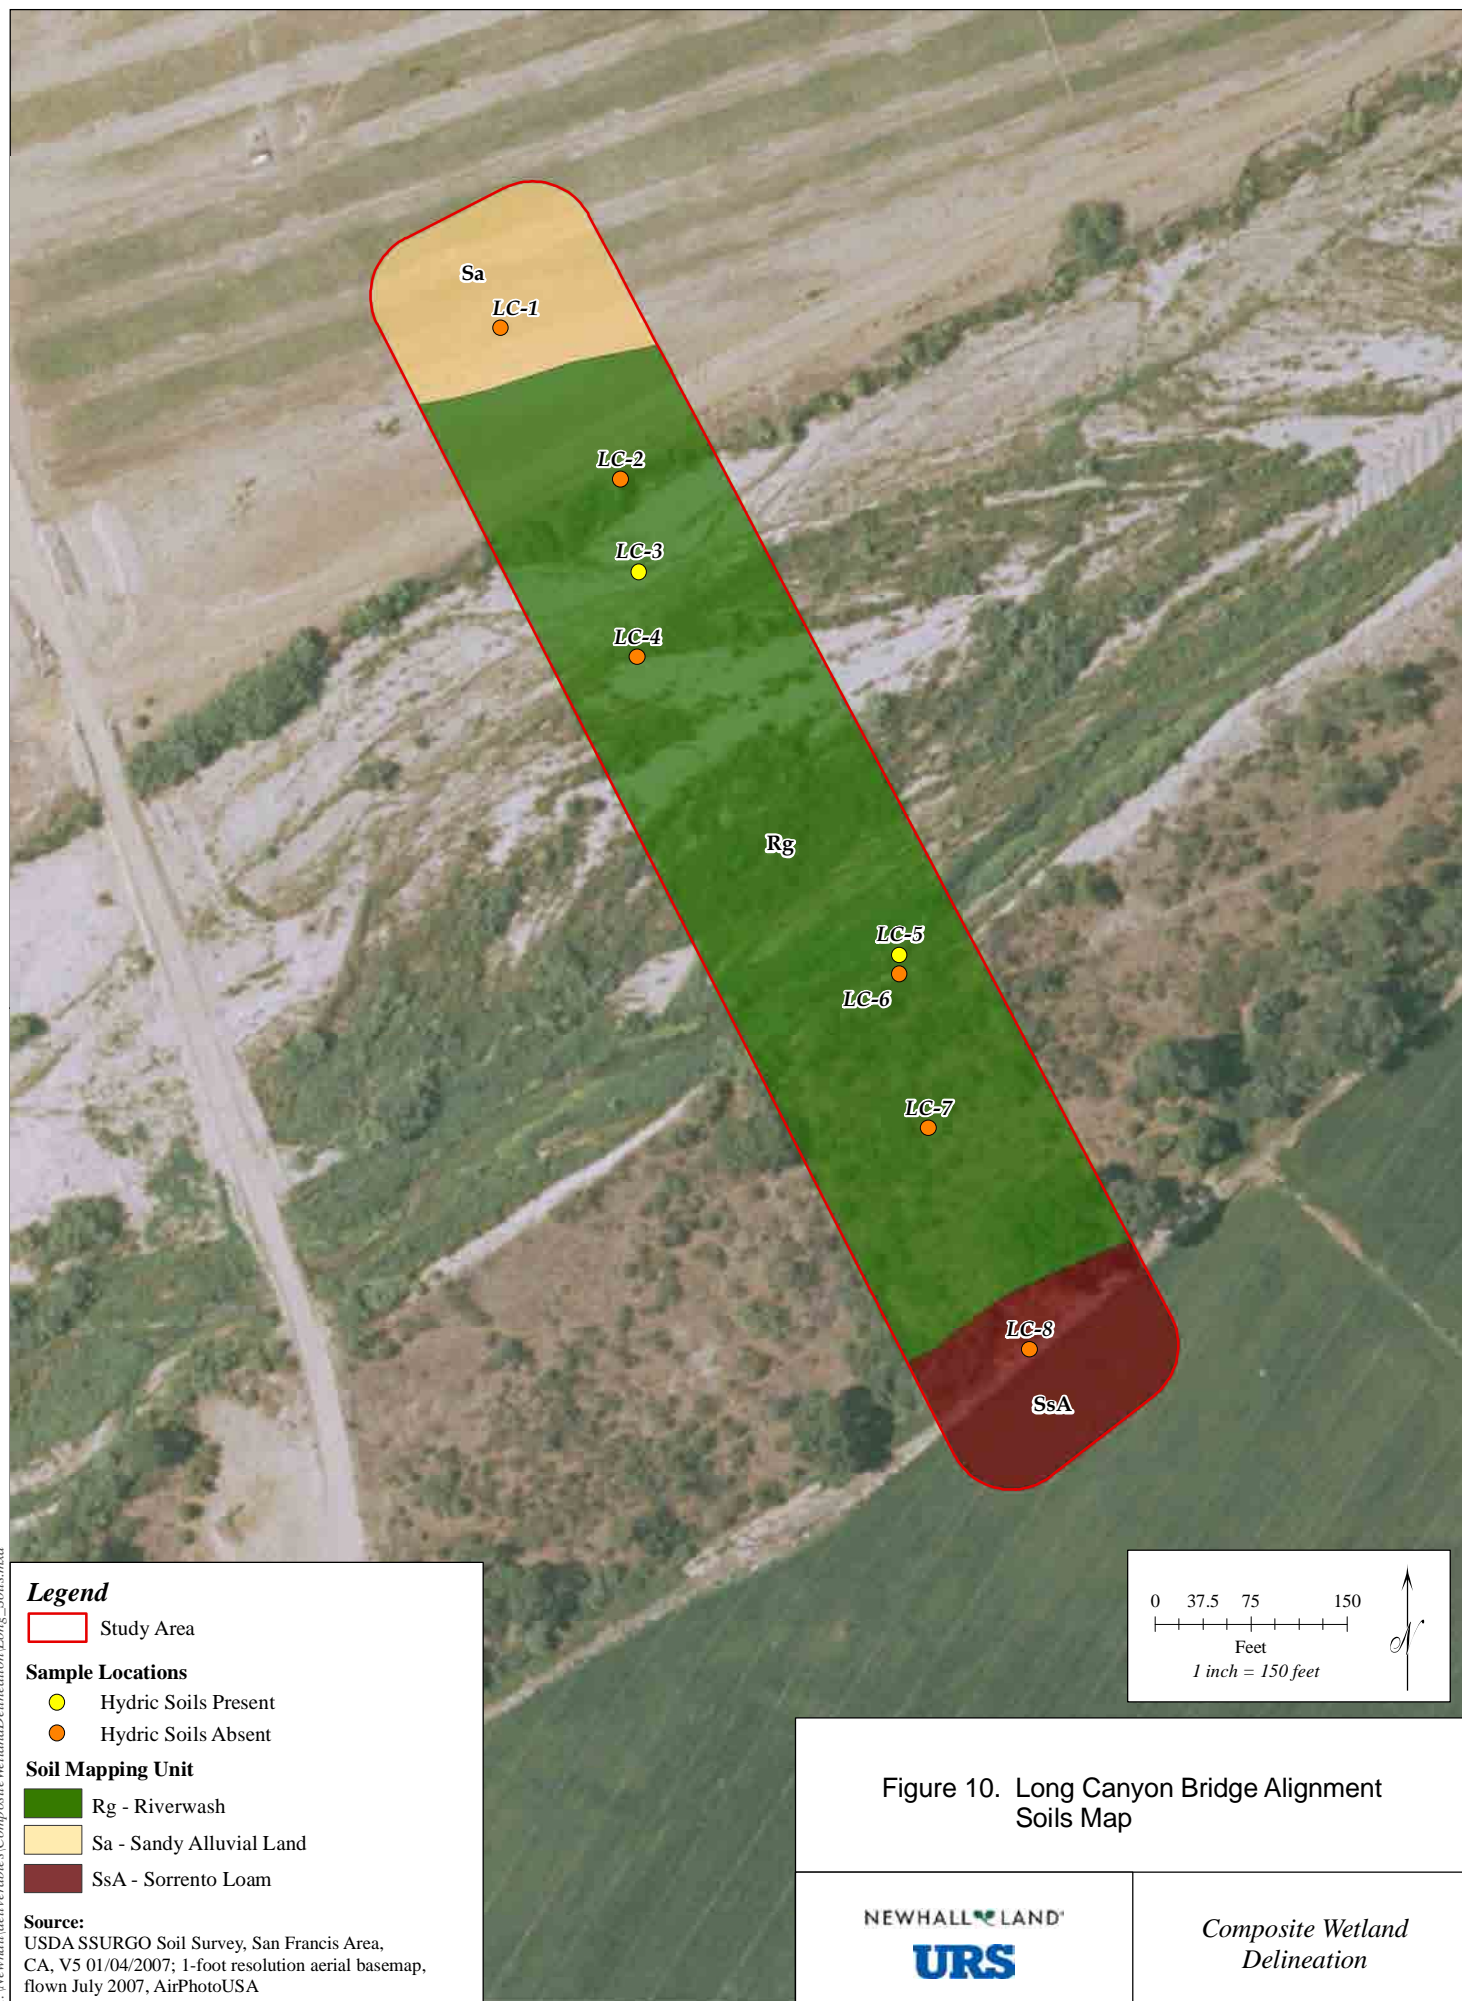 Sa
LC-1
LC-2
LC-3
LC-4
Rg
LC-5
LC-6
LC-7
LC-8
SsA
Legend
Study Area
Sample Locations
Hydric Soils Present
Hydric Soils Absent
Soil Mapping Unit
Rg - Riverwash
Sa - Sandy Alluvial Land
SsA - Sorrento Loam
Source:
USDA SSURGO Soil Survey, San Francis Area,
CA, V5 01/04/2007; 1-foot resolution aerial basemap,
flown July 2007, AirPhotoUSA
0 37.5 75 150
Feet
1 inch = 150 feet
N
Figure 10. Long Canyon Bridge Alignment
Soils Map
NEWHALL LAND
URS
Composite Wetland
Delineation